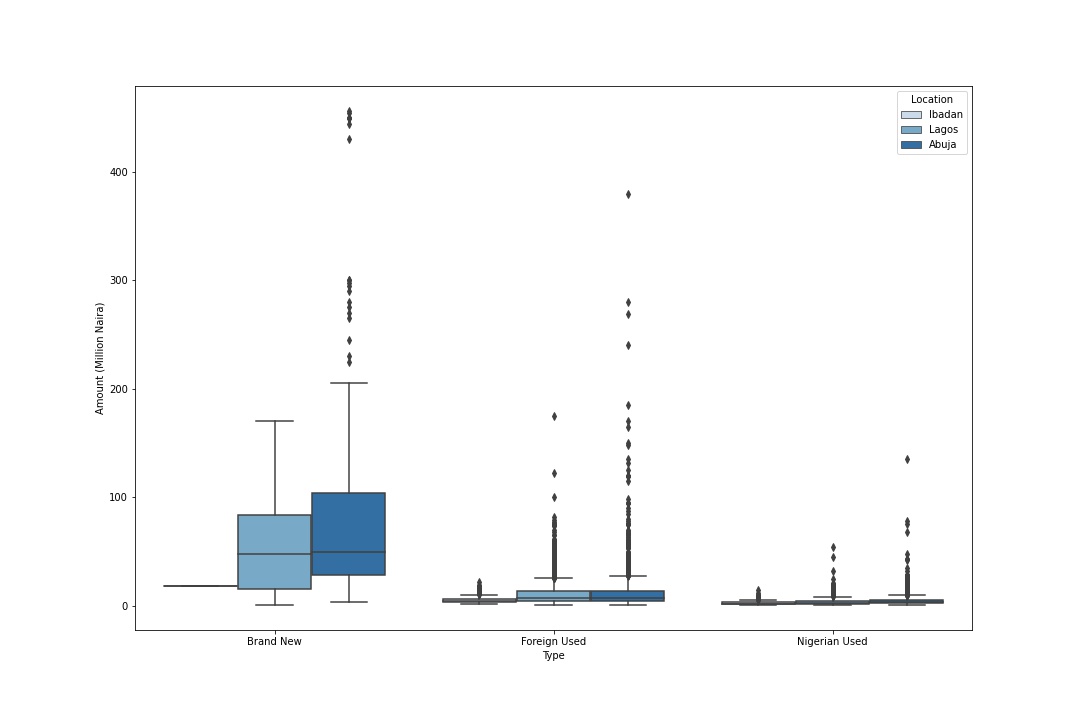 Location
Ibadan
Lagos
Abuja
400
300
200
100
0
Amount (Million Naira)
Brand New
Foreign Used
Nigerian Used
Type